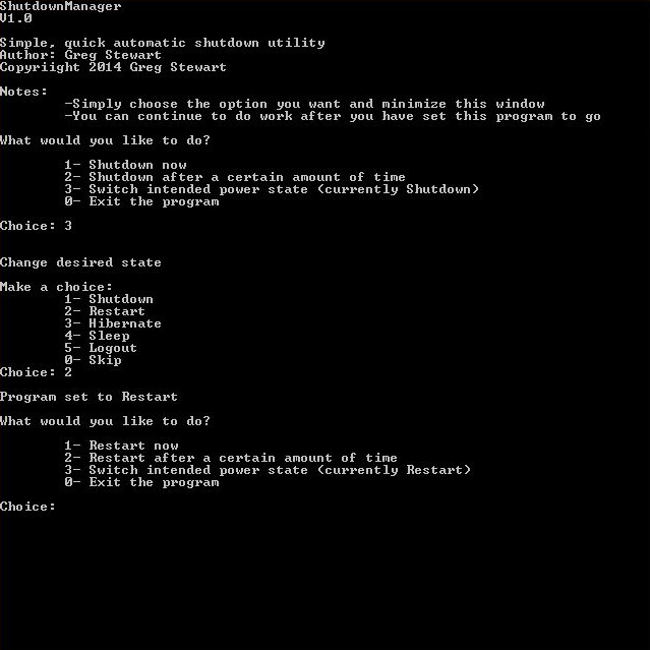 ShutdownManager
V1.0
Simple, quick automatic shutdown utility
Author: Greg Stewart
Copyriight 2014 Greg Stewart
Notes:
-Simply choose the option you want and minimize this window
-You can continue to do work after you have set this program to go
What would you like to do?
1- Shutdown now
2- Shutdown after a certain amount of time
3- Switch intended power state (currently Shutdown)
0- Exit the program
Choice: 3
Change desired state
Make a choice:
1- Shutdown
2- Restart
3- Hibernate
4- Sleep
5- Logout
0- Skip
Choice: 2
Program set to Restart
What would you like to do?
1- Restart now
2- Restart after a certain amount of time
3- Switch intended power state (currently Restart)
0- Exit the program
Choice: